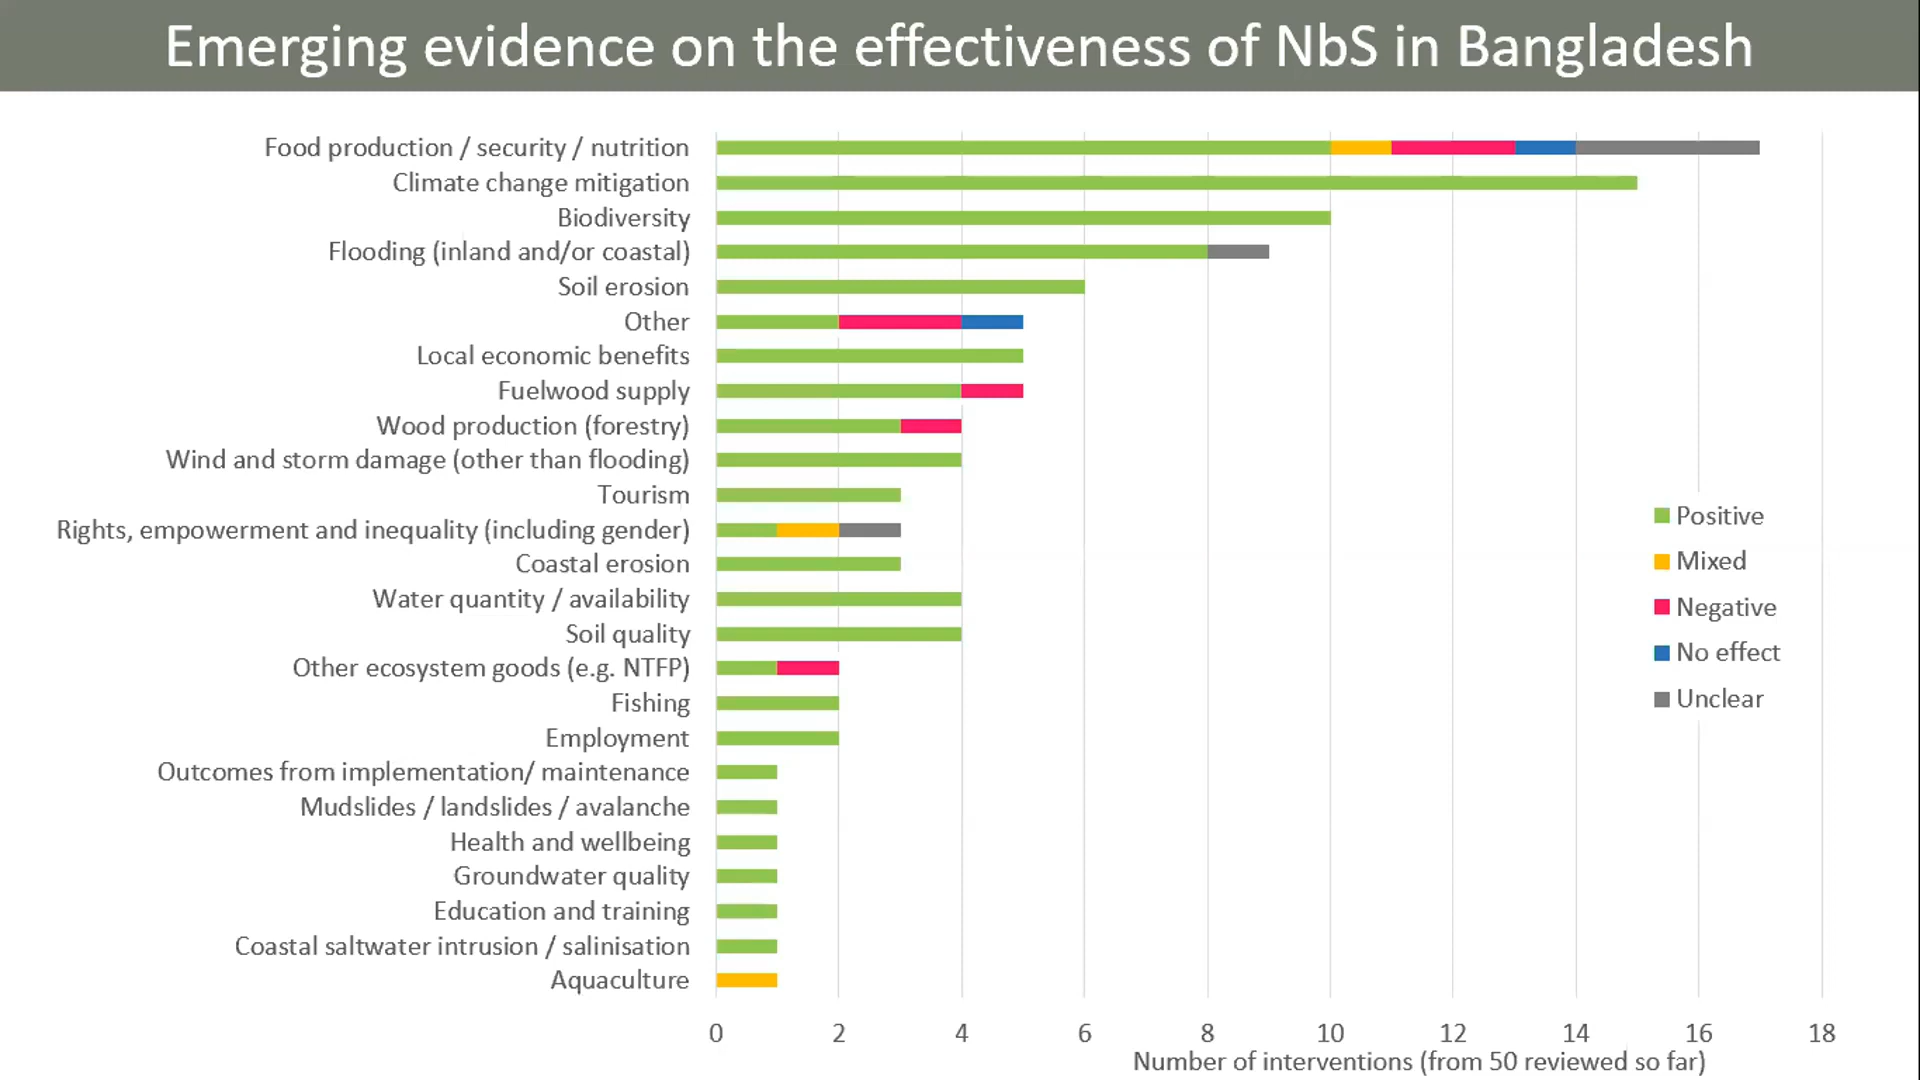 Emerging evidence on the effectiveness of NbS in Bangladesh
Food production / security / nutrition
Climate change mitigation
Biodiversity
Flooding (inland and/or coastal)
Soil erosion
Other
Local economic benefits
Fuelwood supply
Wood production (forestry)
Wind and storm damage (other than flooding)
Tourism
Rights, empowerment and inequality (including gender)
Coastal erosion
Water quantity / availability
Soil quality
Other ecosystem goods (e.g. NTFP)
Fishing
Employment
Outcomes from implementation/ maintenance
Mudslides / landslides / avalanche
Health and wellbeing
Groundwater quality
Education and training
Coastal saltwater intrusion / salinisation
Aquaculture
Positive
Mixed
Negative
No effect
Unclear
0 2 4 6 8 10 12 14 16 18
Number of interventions (from 50 reviewed so far)